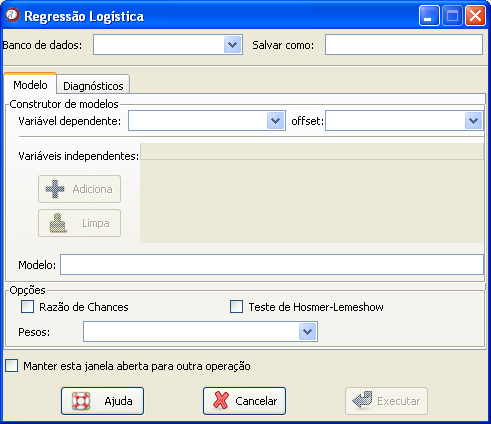 Regressão Logística
Banco de dados: Salvar como:
Modelo Diagnósticos
Construtor de modelos
Variável dependente: offset:
Variáveis independentes:
Adiciona
Limpa
Modelo:
Opções
Razão de Chances Teste de Hosmer-Lemeshow
Pesos:
Manter esta janela aberta para outra operação
Ajuda Cancelar Executar